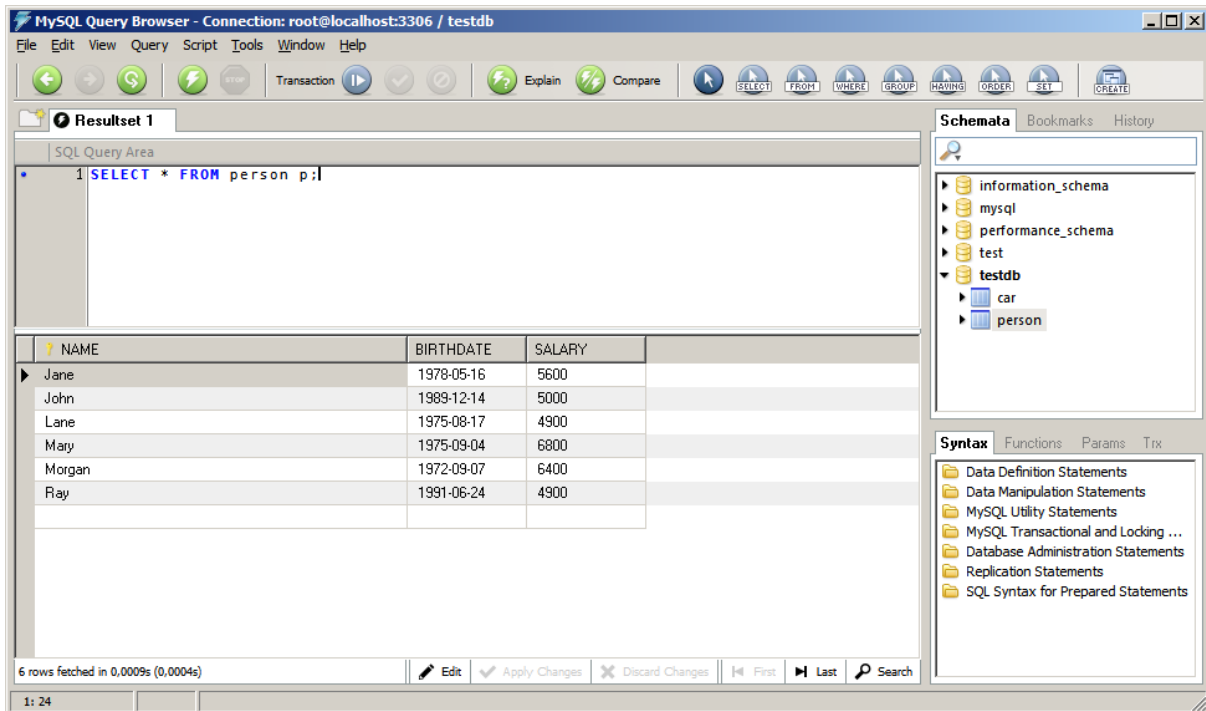 MySQL Query Browser - Connection: root@localhost:3306 / testdb
File Edit View Query Script Tools Window Help
STOP Transaction Explain Compare SELECT FROM WHERE GROUP HAVING ORDER SET CREATE
Resultset 1
SQL Query Area
1 SELECT * FROM person p;
NAME BIRTHDATE SALARY
Jane 1978-05-16 5600
John 1989-12-14 5000
Lane 1975-08-17 4900
Mary 1975-09-04 6800
Morgan 1972-09-07 6400
Ray 1991-06-24 4900
6 rows fetched in 0,0009s (0,0004s) Edit Apply Changes Discard Changes First Last Search
1: 24
Schemata Bookmarks History
information_schema
mysql
performance_schema
test
testdb
car
person
Syntax Functions Params Trx
Data Definition Statements
Data Manipulation Statements
MySQL Utility Statements
MySQL Transactional and Locking ...
Database Administration Statements
Replication Statements
SQL Syntax for Prepared Statements